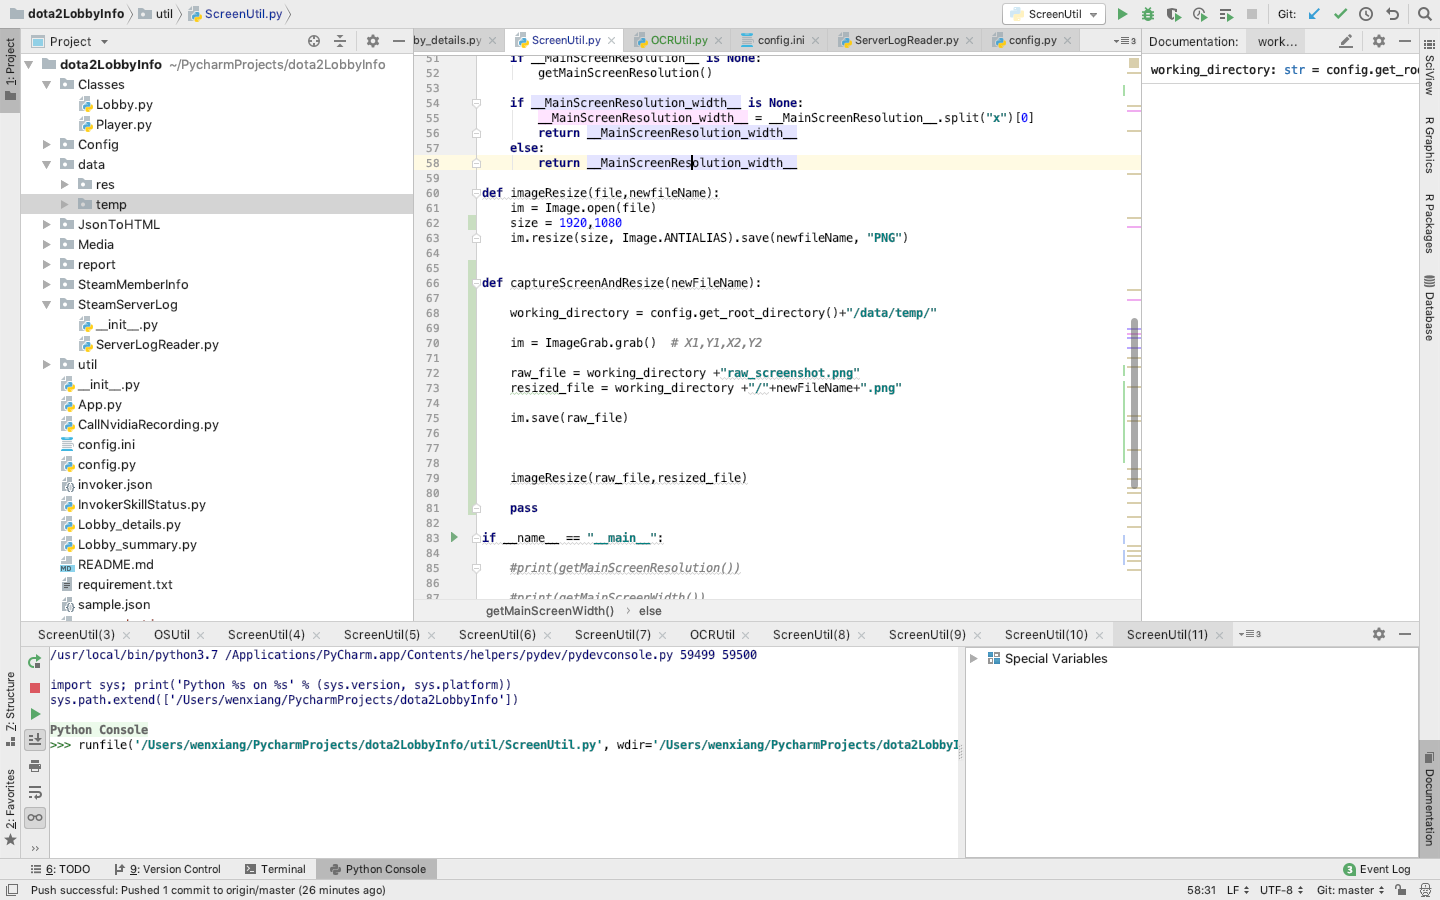 dota2LobbyInfo
util
ScreenUtil.py
ScreenUtil
Git:
1: Project
Project
by_details.py
ScreenUtil.py
OCRUtil.py
config.ini
ServerLogReader.py
config.py
3
Documentation:
work...
dota2LobbyInfo ~/PycharmProjects/dota2LobbyInfo
Classes
Lobby.py
Player.py
Config
data
res
temp
JsonToHTML
Media
report
SteamMemberInfo
SteamServerLog
__init__.py
ServerLogReader.py
util
__init__.py
App.py
CallNvidiaRecording.py
config.ini
config.py
invoker.json
InvokerSkillStatus.py
Lobby_details.py
Lobby_summary.py
README.md
requirement.txt
sample.json
51 if __MainScreenResolution__ is None:
52 getMainScreenResolution()
53
54 if __MainScreenResolution_width__ is None:
55 __MainScreenResolution_width__ = __MainScreenResolution__.split("x")[0]
56 return __MainScreenResolution_width__
57 else:
58 return __MainScreenResolution_width__
59
60 def imageResize(file,newfileName):
61 im = Image.open(file)
62 size = 1920,1080
63 im.resize(size, Image.ANTIALIAS).save(newfileName, "PNG")
64
65
66 def captureScreenAndResize(newFileName):
67
68 working_directory = config.get_root_directory()+"/data/temp/"
69
70 im = ImageGrab.grab() # X1,Y1,X2,Y2
71
72 raw_file = working_directory +"raw_screenshot.png"
73 resized_file = working_directory +"/"+newFileName+".png"
74
75 im.save(raw_file)
76
77
78
79 imageResize(raw_file,resized_file)
80
81 pass
82
83 if __name__ == "__main__":
84
85 #print(getMainScreenResolution())
86
87 #print(getMainScreenWidth())
getMainScreenWidth() › else
working_directory: str = config.get_roo
SciView
R Graphics
R Packages
Database
Documentation
ScreenUtil(3)
OSUtil
ScreenUtil(4)
ScreenUtil(5)
ScreenUtil(6)
ScreenUtil(7)
OCRUtil
ScreenUtil(8)
ScreenUtil(9)
ScreenUtil(10)
ScreenUtil(11)
3
/usr/local/bin/python3.7 /Applications/PyCharm.app/Contents/helpers/pydev/pydevconsole.py 59499 59500
import sys; print('Python %s on %s' % (sys.version, sys.platform))
sys.path.extend(['/Users/wenxiang/PycharmProjects/dota2LobbyInfo'])
Python Console
>>> runfile('/Users/wenxiang/PycharmProjects/dota2LobbyInfo/util/ScreenUtil.py', wdir='/Users/wenxiang/PycharmProjects/dota2LobbyI
Special Variables
Z: Structure
2: Favorites
6: TODO
9: Version Control
Terminal
Python Console
3 Event Log
Push successful: Pushed 1 commit to origin/master (26 minutes ago)
58:31
LF
UTF-8
Git: master